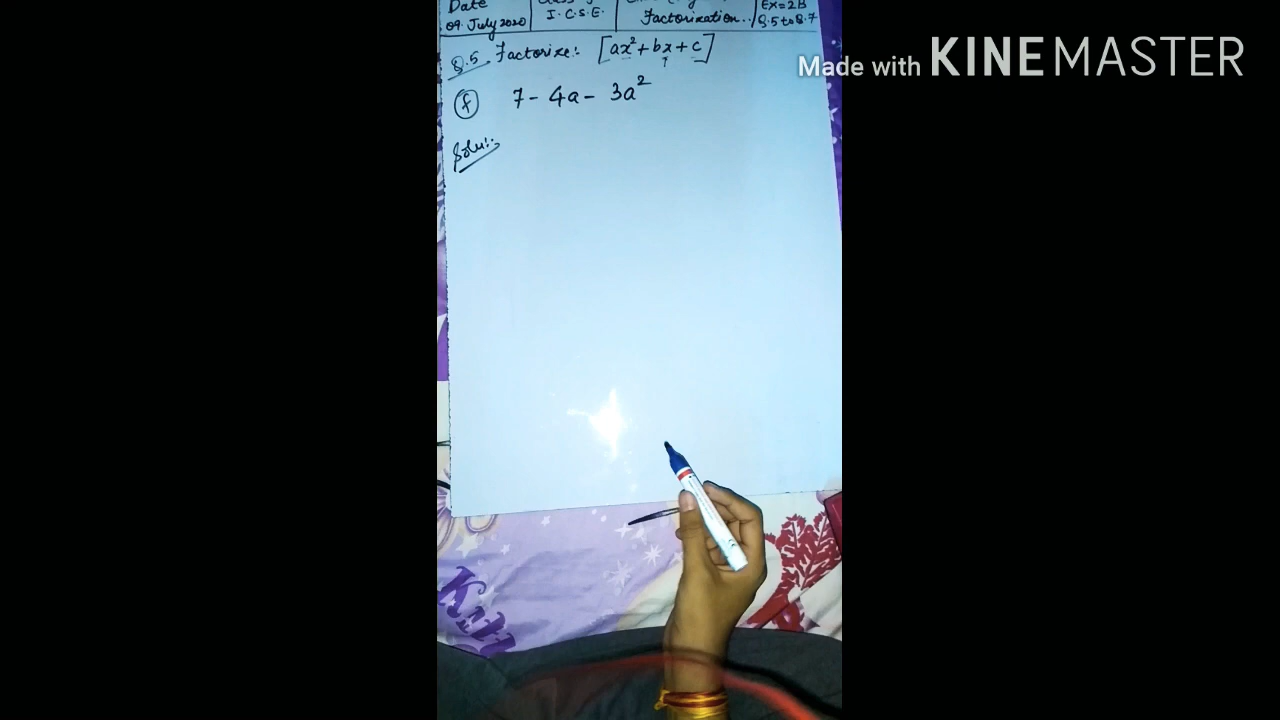 Date
09 July 2020
I.C.S.E.
Factorization..
EX=2B
Q.5 to Q.7
Made with KINEMASTER
Q.5. Factorize:- [ax²+bx+c]
(f) 7 - 4a - 3a²
Solu:-